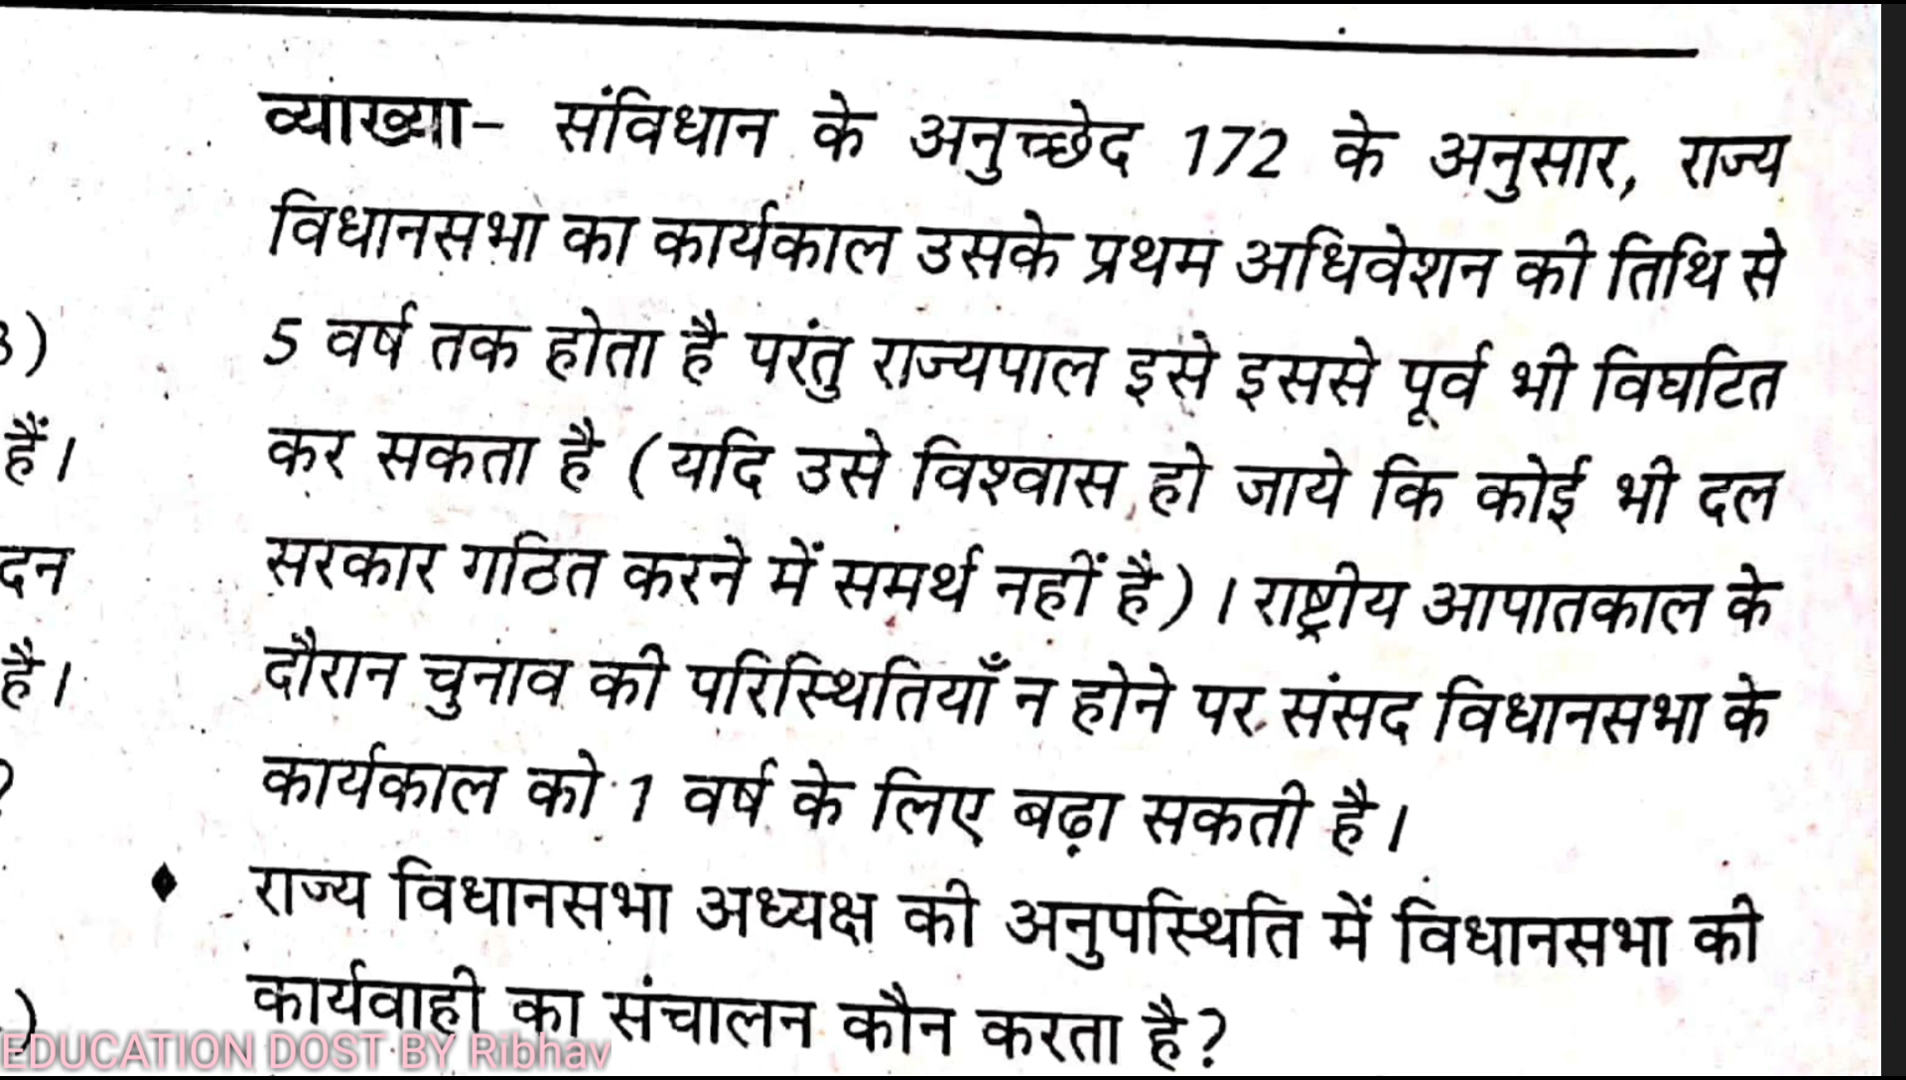 व्याख्या– संविधान के अनुच्छेद 172 के अनुसार, राज्य
विधानसभा का कार्यकाल उसके प्रथम अधिवेशन की तिथि से
5 वर्ष तक होता है परंतु राज्यपाल इसे इससे पूर्व भी विघटित
कर सकता है (यदि उसे विश्वास हो जाये कि कोई भी दल
सरकार गठित करने में समर्थ नहीं है)। राष्ट्रीय आपातकाल के
दौरान चुनाव की परिस्थितियाँ न होने पर संसद विधानसभा के
कार्यकाल को 1 वर्ष के लिए बढ़ा सकती है।
♦ राज्य विधानसभा अध्यक्ष की अनुपस्थिति में विधानसभा की
कार्यवाही का संचालन कौन करता है?
)
हैं।
दन
है।
?
)
EDUCATION DOST BY Ribhav